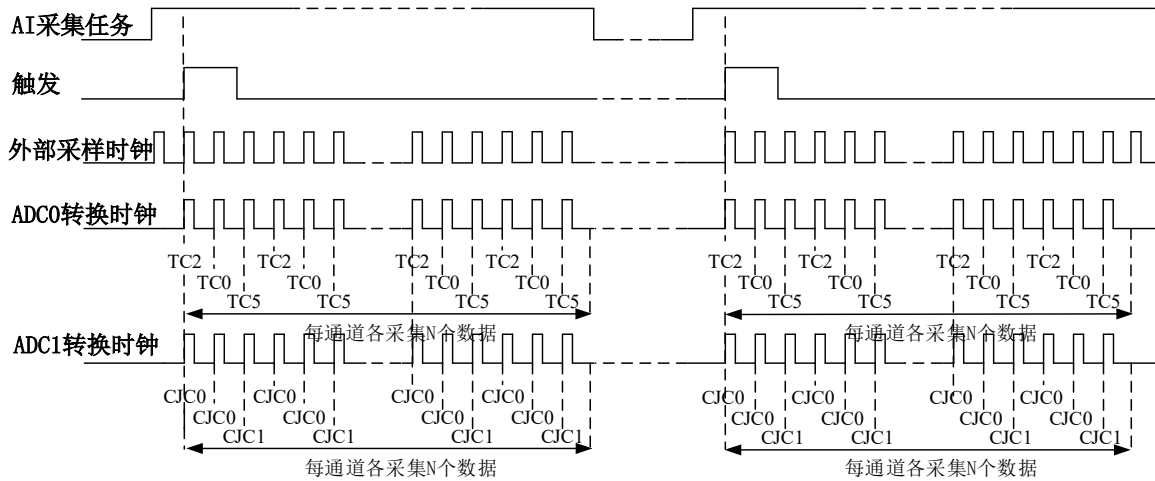 AI采集任务
触发
外部采样时钟
ADC0转换时钟
TC2 TC2 TC2 TC2 TC2 TC2 TC2 TC2
TC0 TC0 TC0 TC0 TC0 TC0 TC0 TC0
TC5 TC5 TC5 TC5 TC5 TC5 TC5 TC5
每通道各采集N个数据 每通道各采集N个数据
ADC1转换时钟
CJC0 CJC0 CJC0 CJC0 CJC0 CJC0 CJC0 CJC0
CJC0 CJC0 CJC0 CJC0 CJC0 CJC0 CJC0 CJC0
CJC1 CJC1 CJC1 CJC1 CJC1 CJC1 CJC1 CJC1
每通道各采集N个数据 每通道各采集N个数据